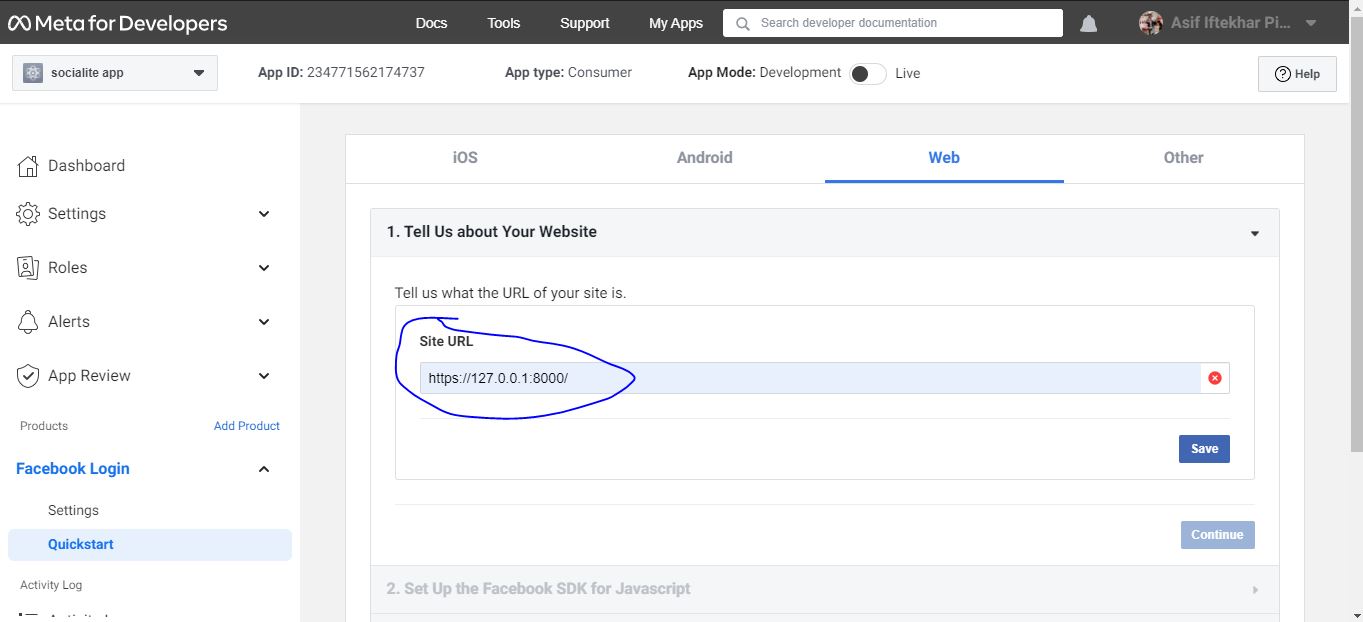 Meta for Developers
Docs
Tools
Support
My Apps
Search developer documentation
Asif Iftekhar Pi...
socialite app
App ID: 234771562174737
App type: Consumer
App Mode: Development
Live
Help
Dashboard
Settings
Roles
Alerts
App Review
Products
Add Product
Facebook Login
Settings
Quickstart
Activity Log
iOS
Android
Web
Other
1. Tell Us about Your Website
Tell us what the URL of your site is.
Site URL
https://127.0.0.1:8000/
Save
Continue
2. Set Up the Facebook SDK for Javascript